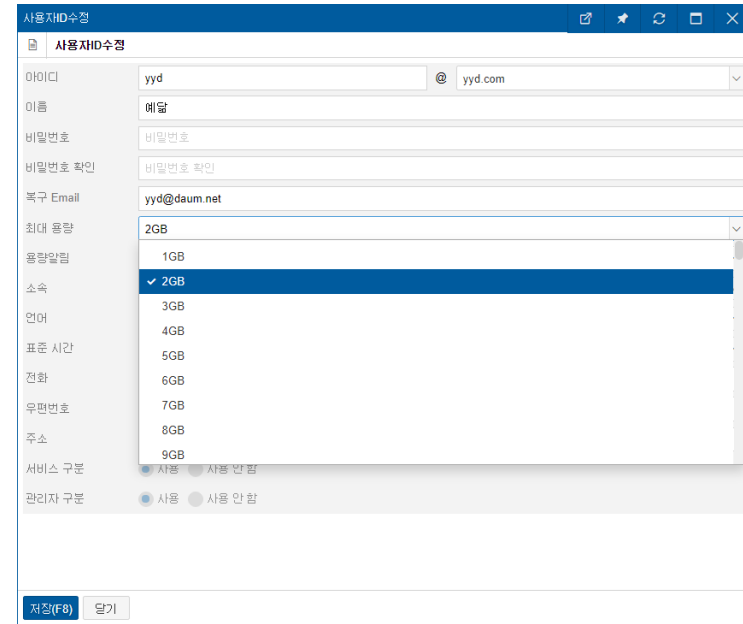 사용자ID수정
사용자ID수정
아이디 yyd @ yyd.com
이름 예닮
비밀번호 비밀번호
비밀번호 확인 비밀번호 확인
복구 Email yyd@daum.net
최대 용량 2GB
용량알림 1GB
소속 2GB
언어 3GB
4GB
표준 시간 5GB
전화 6GB
우편번호 7GB
주소 8GB
9GB
서비스 구분 사용 사용 안 함
관리자 구분 사용 사용 안 함
저장(F8) 닫기